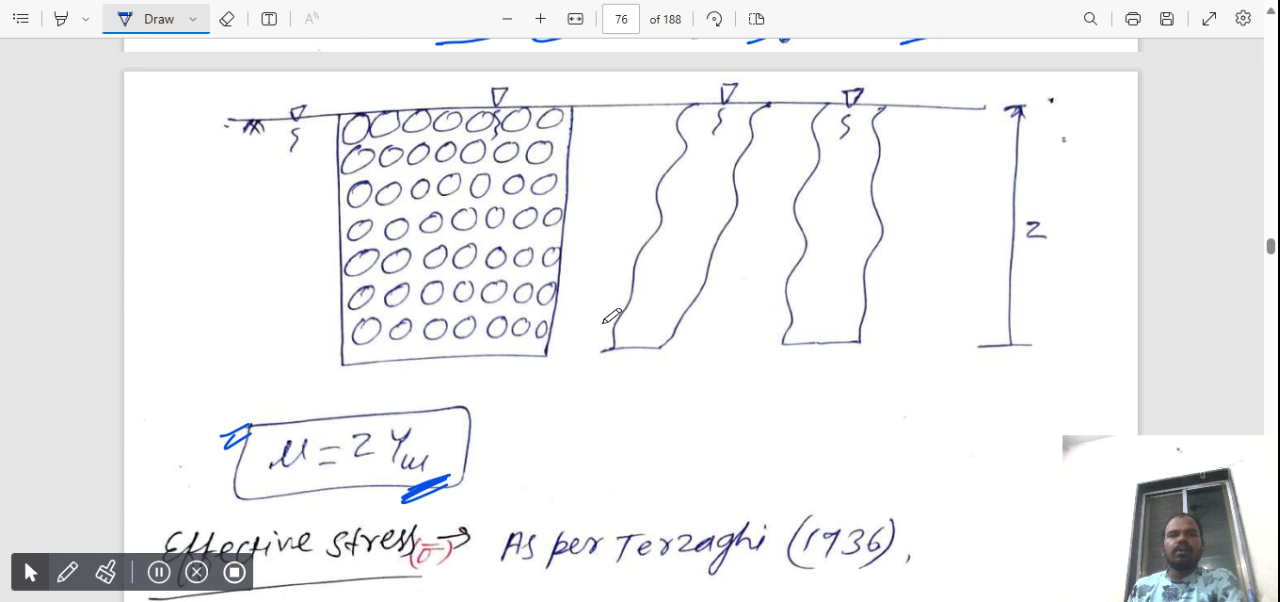 Draw
76 of 188
Z
u = Z γw
Effective stress (σ̄) → As per Terzaghi (1936),